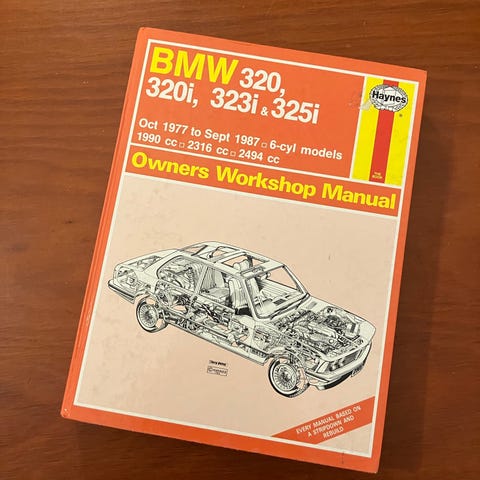 BMW 320,
320i, 323i & 325i
Haynes
Oct 1977 to Sept 1987 □ 6-cyl models
1990 cc □ 2316 cc □ 2494 cc
Owners Workshop Manual
EVERY MANUAL BASED ON
A STRIPDOWN AND
REBUILD